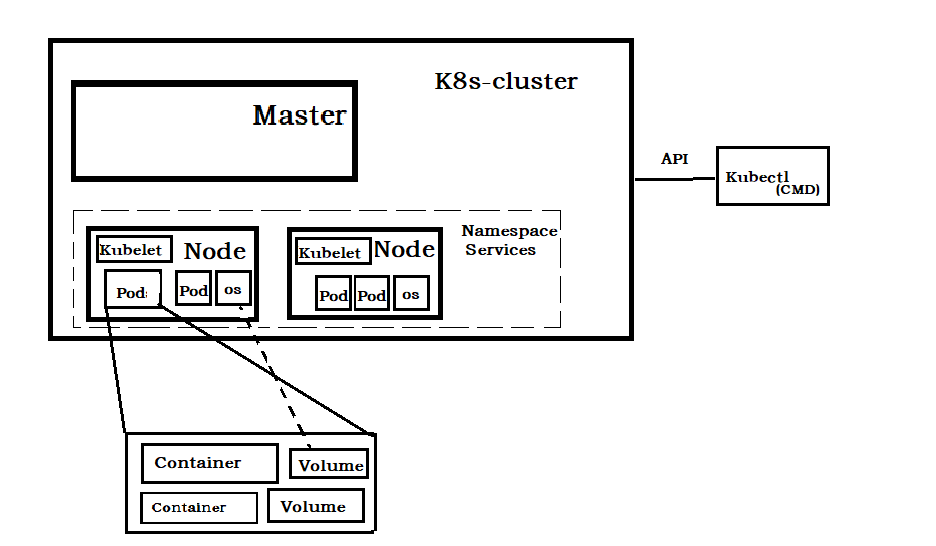 K8s-cluster
Master
API
Kubectl
(CMD)
Namespace
Services
Kubelet
Node
Pod:
Pod
os
Kubelet
Node
Pod
Pod
os
Container
Volume
Container
Volume